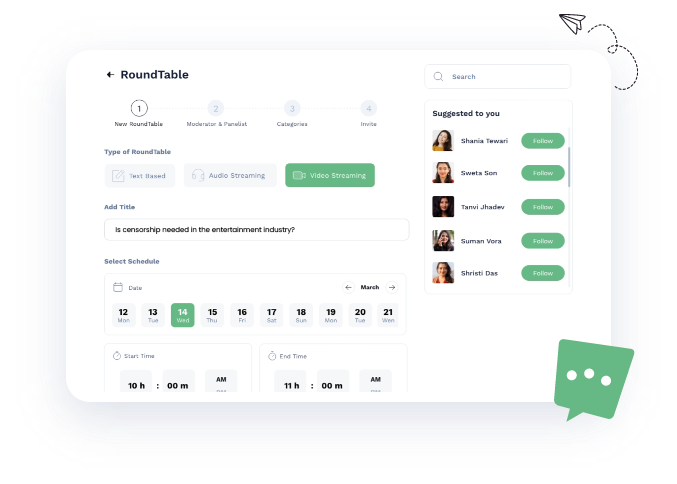 RoundTable
Search
1
2
3
4
New RoundTable
Moderator & Panelist
Categories
Invite
Type of RoundTable
Text Based
Audio Streaming
Video Streaming
Add Title
Is censorship needed in the entertainment industry?
Select Schedule
Date
March
12 13 14 15 16 17 18 19 20 21
Mon Tue Wed Thu Fri Sat Sun Mon Tue Wen
Start Time
10 h : 00 m AM
End Time
11 h : 00 m AM
Suggested to you
Shania Tewari Follow
Sweta Son Follow
Tanvi Jhadev Follow
Suman Vora Follow
Shristi Das Follow